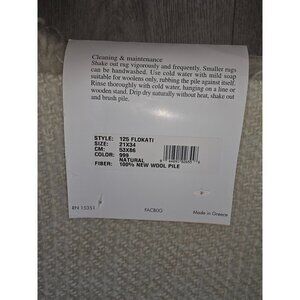 Cleaning & maintenance
Shake out rug vigorously and frequently. Smaller rugs
can be handwashed. Use cold water with mild soap
suitable for woolens only, rubbing the pile against itself.
Rinse thoroughly with cold water, hanging on a line or
wooden stand. Drip dry naturally without heat, shake out
and brush pile.
STYLE: 125 FLOKATI
SIZE: 21X34
CM: 53X86
COLOR: 999
NATURAL
FIBER: 100% NEW WOOL PILE
RN 15351
FACBXG
Made in Greece